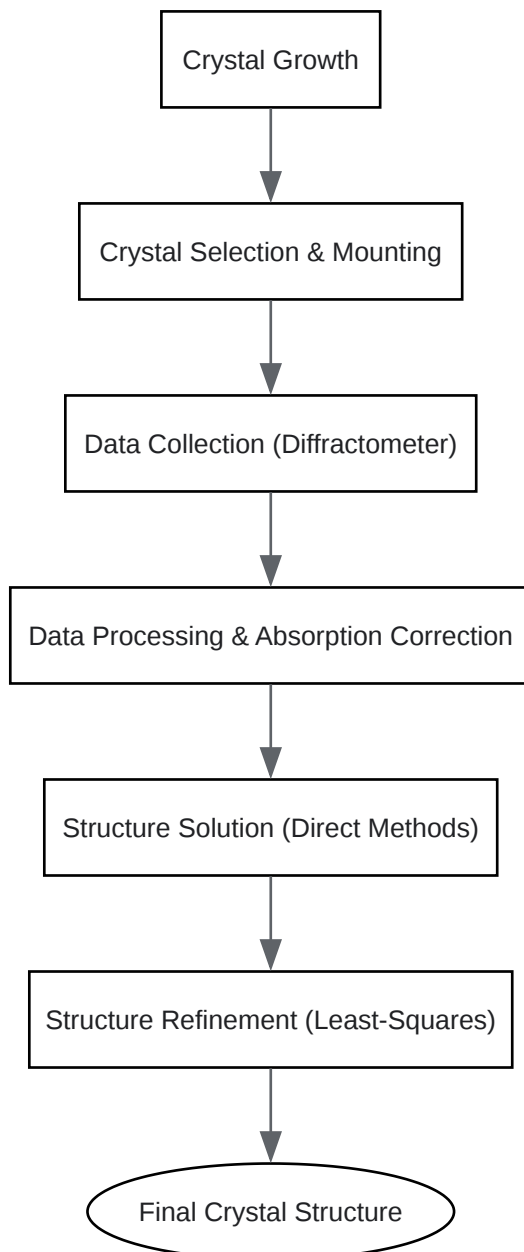 Crystal Growth
Crystal Selection & Mounting
Data Collection (Diffractometer)
Data Processing & Absorption Correction
Structure Solution (Direct Methods)
Structure Refinement (Least-Squares)
Final Crystal Structure